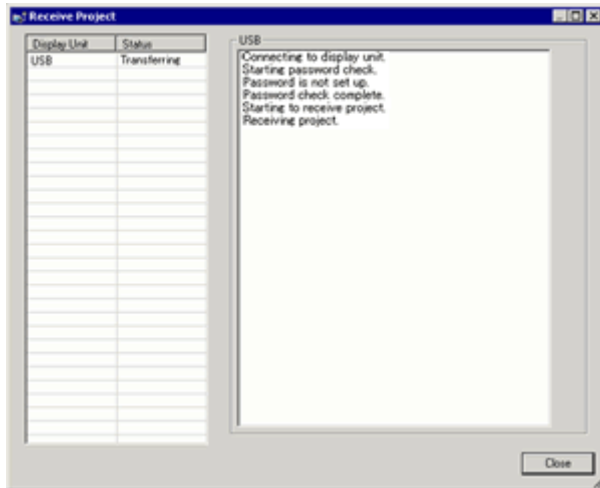 Receive Project
Display Unit Status
USB Transferring
USB
Connecting to display unit.
Starting password check.
Password is not set up.
Password check complete.
Starting to receive project.
Receiving project.
Close